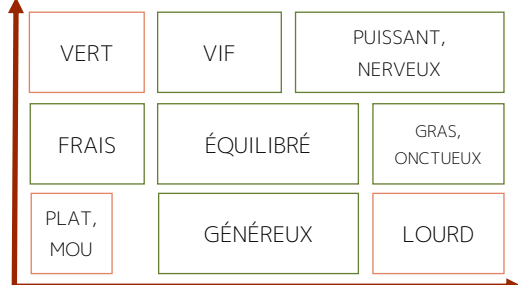 VERT
VIF
PUISSANT,
NERVEUX
FRAIS
ÉQUILIBRÉ
GRAS,
ONCTUEUX
PLAT,
MOU
GÉNÉREUX
LOURD